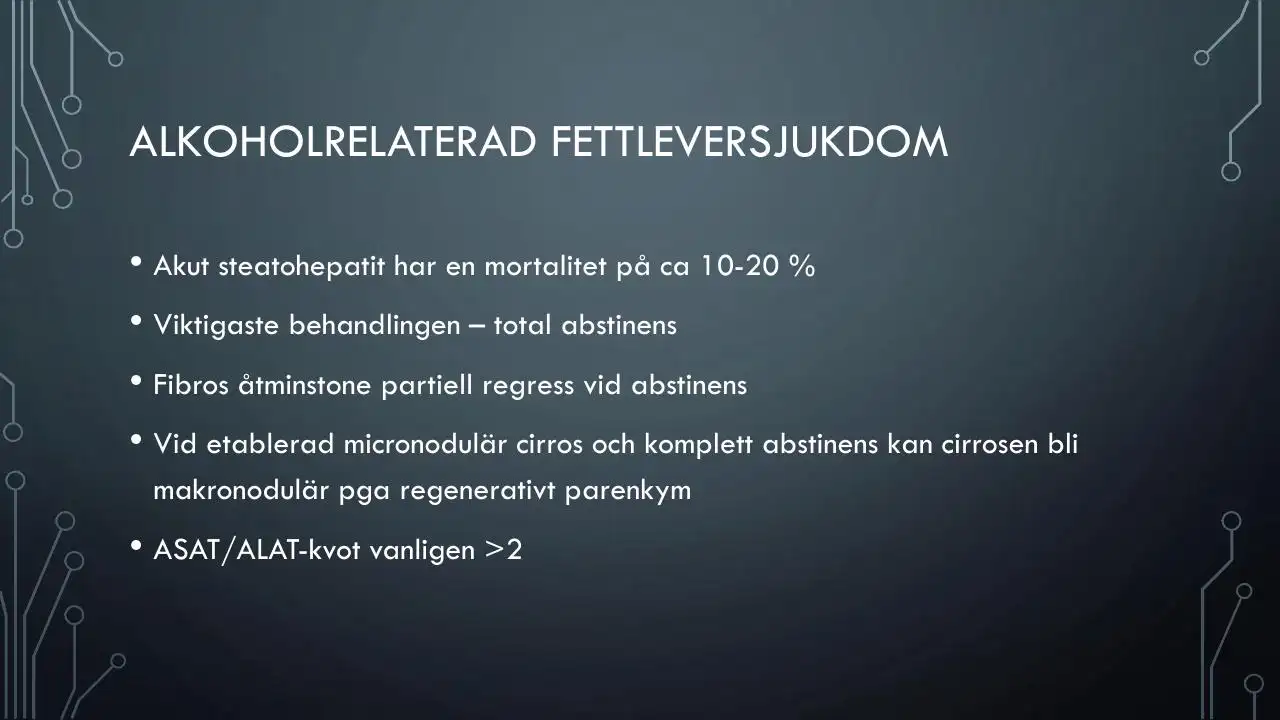 ALKOHOLRELATERAD FETTLEVERSJUKDOM
• Akut steatohepatit har en mortalitet på ca 10-20 %
• Viktigaste behandlingen – total abstinens
• Fibros åtminstone partiell regress vid abstinens
• Vid etablerad micronodulär cirros och komplett abstinens kan cirrosen bli
makronodulär pga regenerativt parenkym
• ASAT/ALAT-kvot vanligen >2